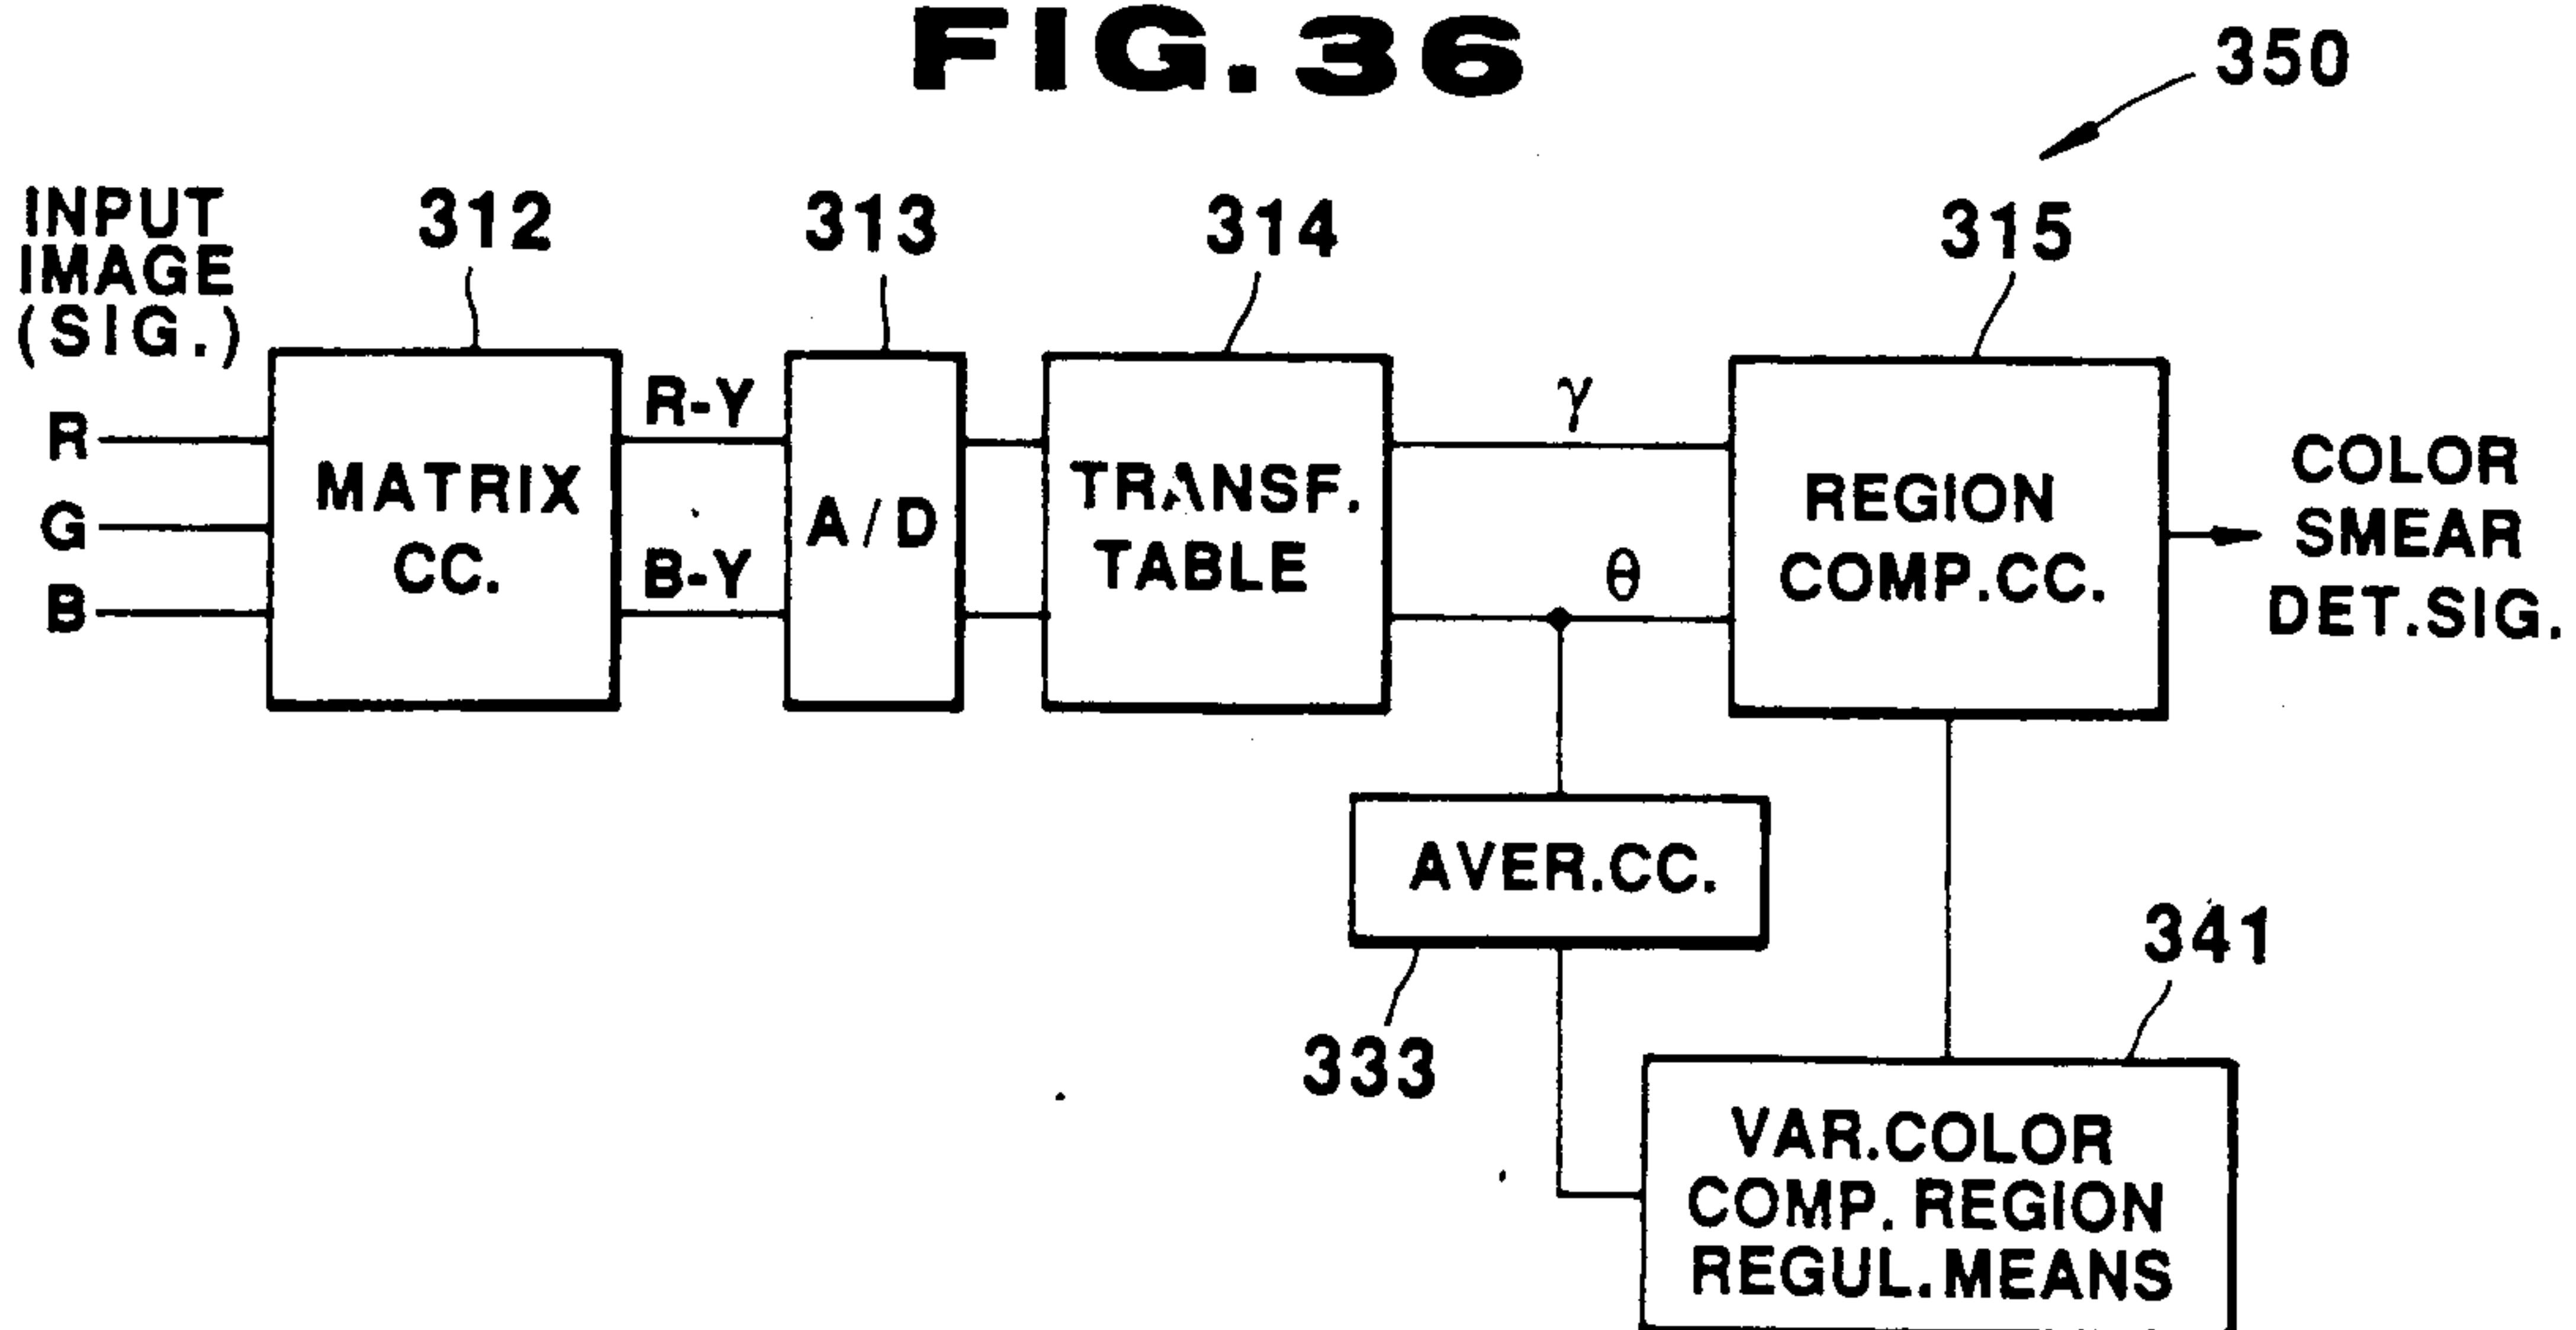 FIG. 36
350
INPUT
IMAGE
(SIG.)
312
313
314
315
R
G
B
MATRIX
CC.
R-Y
B-Y
A/D
TRANSF.
TABLE
γ
θ
REGION
COMP.CC.
COLOR
SMEAR
DET.SIG.
AVER.CC.
333
341
VAR.COLOR
COMP. REGION
REGUL.MEANS